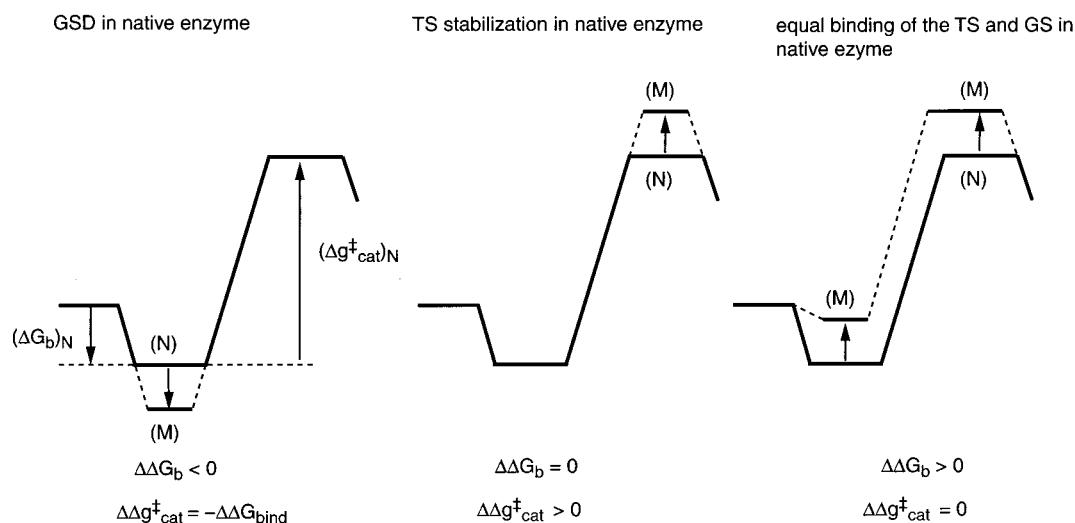 GSD in native enzyme
TS stabilization in native enzyme
equal binding of the TS and GS in
native ezyme
(M)
(N)
(M)
(N)
(Δg‡cat)N
(ΔGb)N
(N)
(M)
(M)
ΔΔGb < 0
ΔΔGb = 0
ΔΔGb > 0
ΔΔg‡cat = −ΔΔGbind
ΔΔg‡cat > 0
ΔΔg‡cat = 0